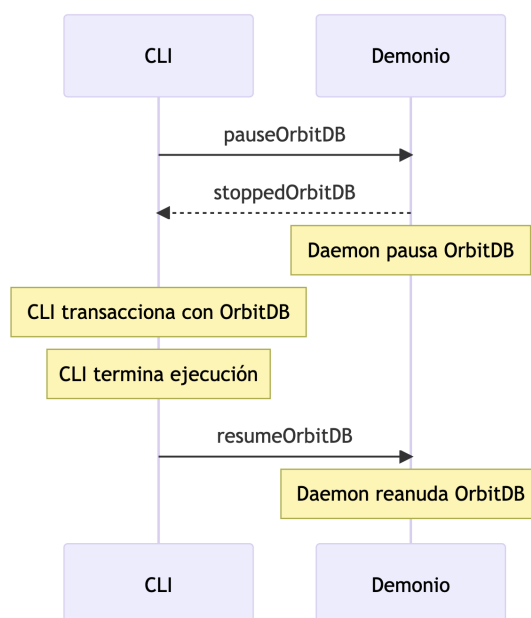 CLI
Demonio
pauseOrbitDB
stoppedOrbitDB
Daemon pausa OrbitDB
CLI transacciona con OrbitDB
CLI termina ejecución
resumeOrbitDB
Daemon reanuda OrbitDB
CLI
Demonio